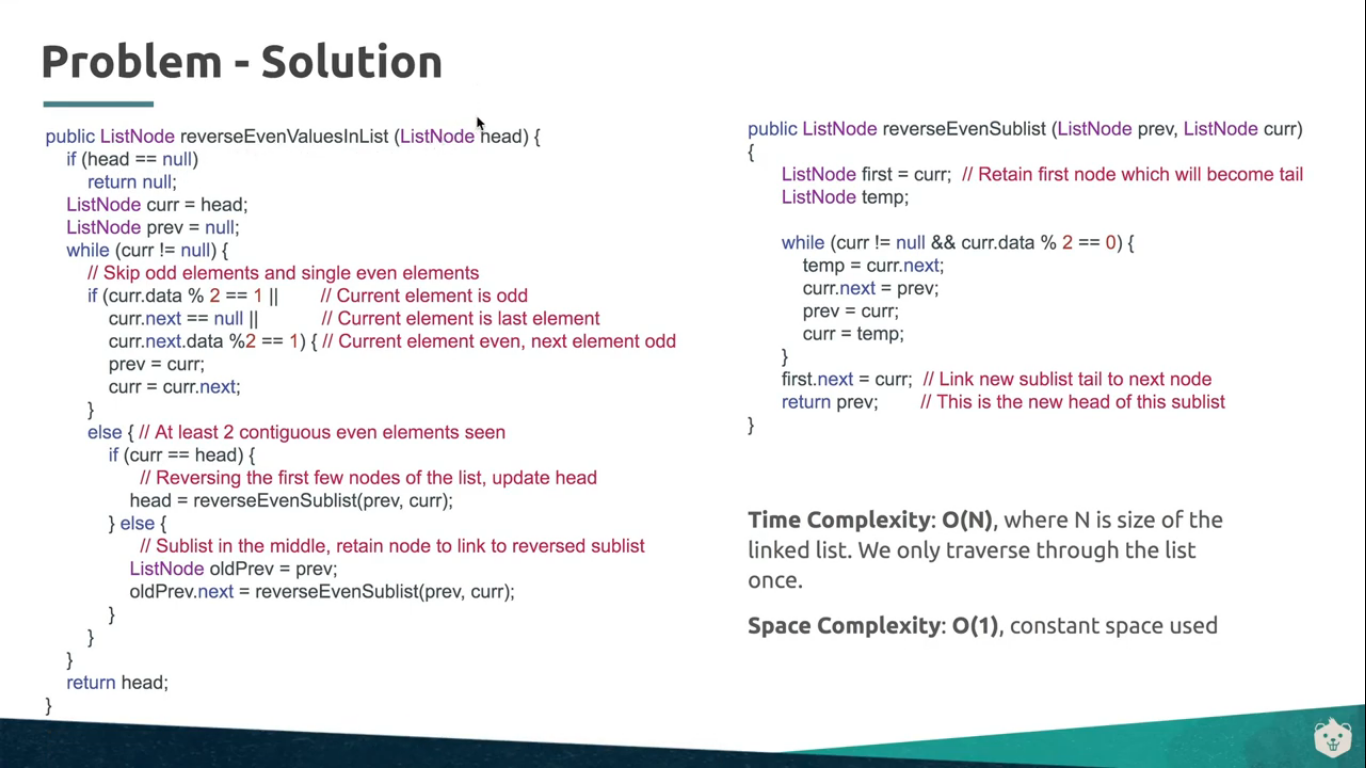 Problem - Solution
public ListNode reverseEvenValuesInList (ListNode head) {
if (head == null)
return null;
ListNode curr = head;
ListNode prev = null;
while (curr != null) {
// Skip odd elements and single even elements
if (curr.data % 2 == 1 || // Current element is odd
curr.next == null || // Current element is last element
curr.next.data %2 == 1) { // Current element even, next element odd
prev = curr;
curr = curr.next;
}
else { // At least 2 contiguous even elements seen
if (curr == head) {
// Reversing the first few nodes of the list, update head
head = reverseEvenSublist(prev, curr);
} else {
// Sublist in the middle, retain node to link to reversed sublist
ListNode oldPrev = prev;
oldPrev.next = reverseEvenSublist(prev, curr);
}
}
}
return head;
}
public ListNode reverseEvenSublist (ListNode prev, ListNode curr)
{
ListNode first = curr; // Retain first node which will become tail
ListNode temp;
while (curr != null && curr.data % 2 == 0) {
temp = curr.next;
curr.next = prev;
prev = curr;
curr = temp;
}
first.next = curr; // Link new sublist tail to next node
return prev; // This is the new head of this sublist
}
Time Complexity: O(N), where N is size of the
linked list. We only traverse through the list
once.
Space Complexity: O(1), constant space used